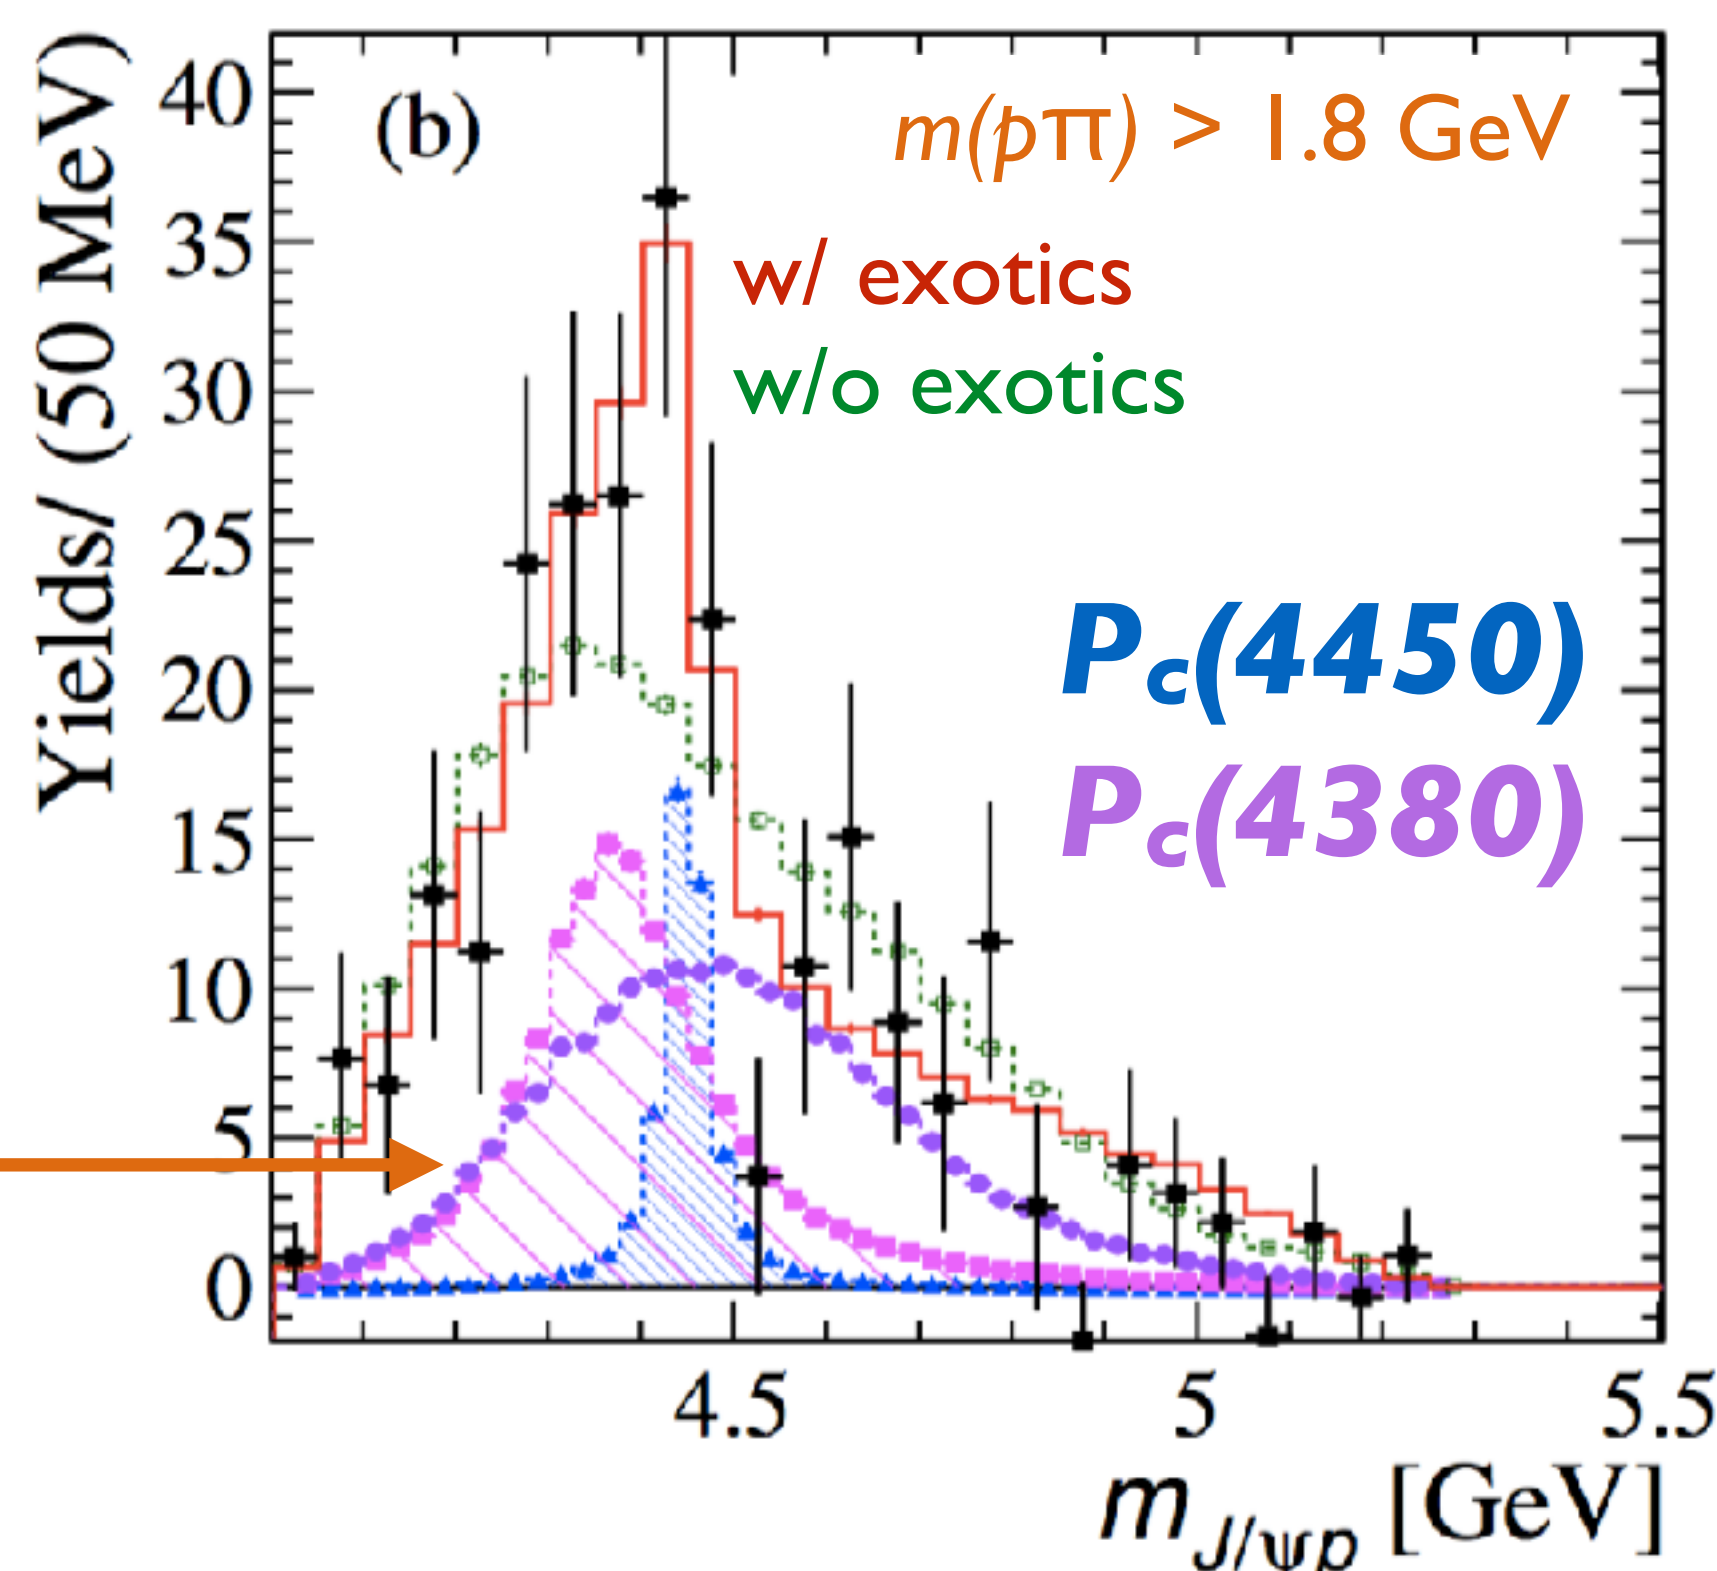 Yields/ (50 MeV)
40
35
30
25
20
15
10
5
0
(b)
m(pπ) > 1.8 GeV
w/ exotics
w/o exotics
Pc(4450)
Pc(4380)
4.5
5
5.5
m J/ψp [GeV]